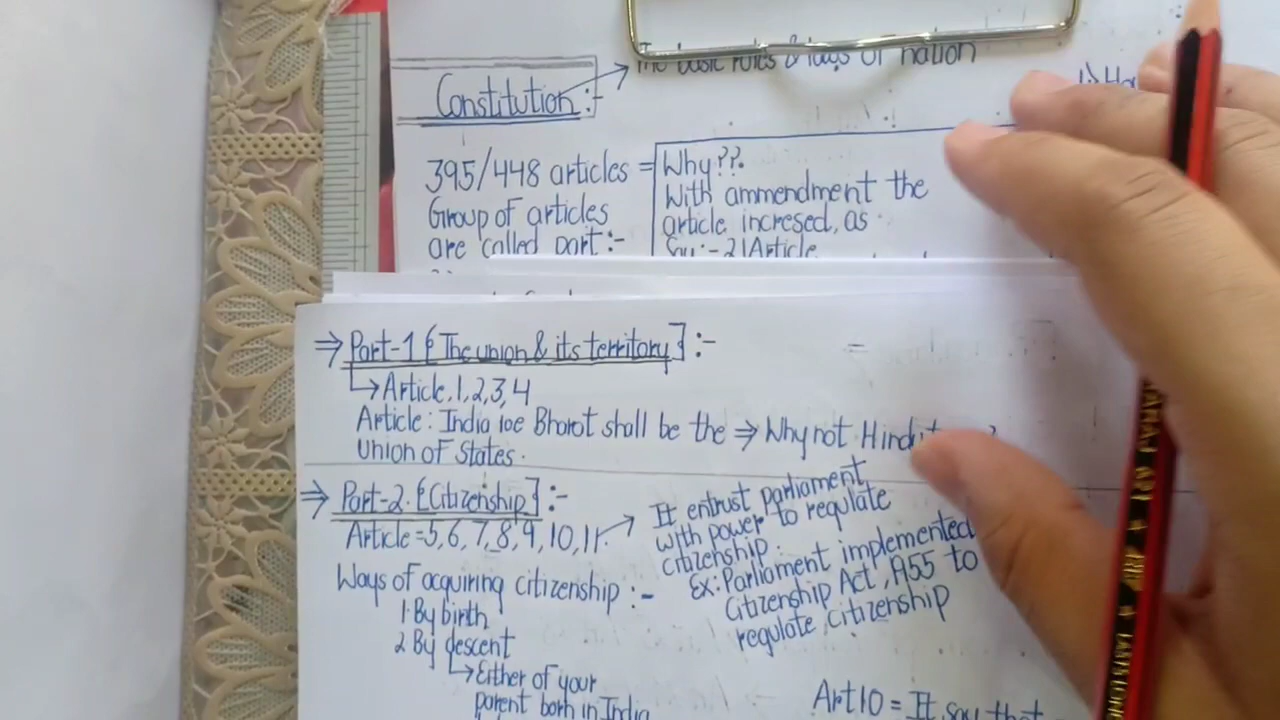 The basic rules & laws of nation
Constitution :-
395/448 articles =
Group of articles
are called part :-
Why??
With ammendment the
article incresed, as
21Article
⇒ Part-1 { The union & its territory } :-
Article. 1, 2, 3, 4
Article : India ioe Bharot shall be the ⇒ Why not
Union of States.
⇒ Part-2. { Citizenship } :-
Article = 5, 6, 7, 8, 9, 10, 11
It entrust parliament
with power to regulate
citizenship.
Ex: Parliament implemented
Citizenship Act, 1955 to
regulate citizenship
Ways of acquiring citizenship :-
1. By birth
2 By descent
Either of your
parent born in India
Art 10 = It say that